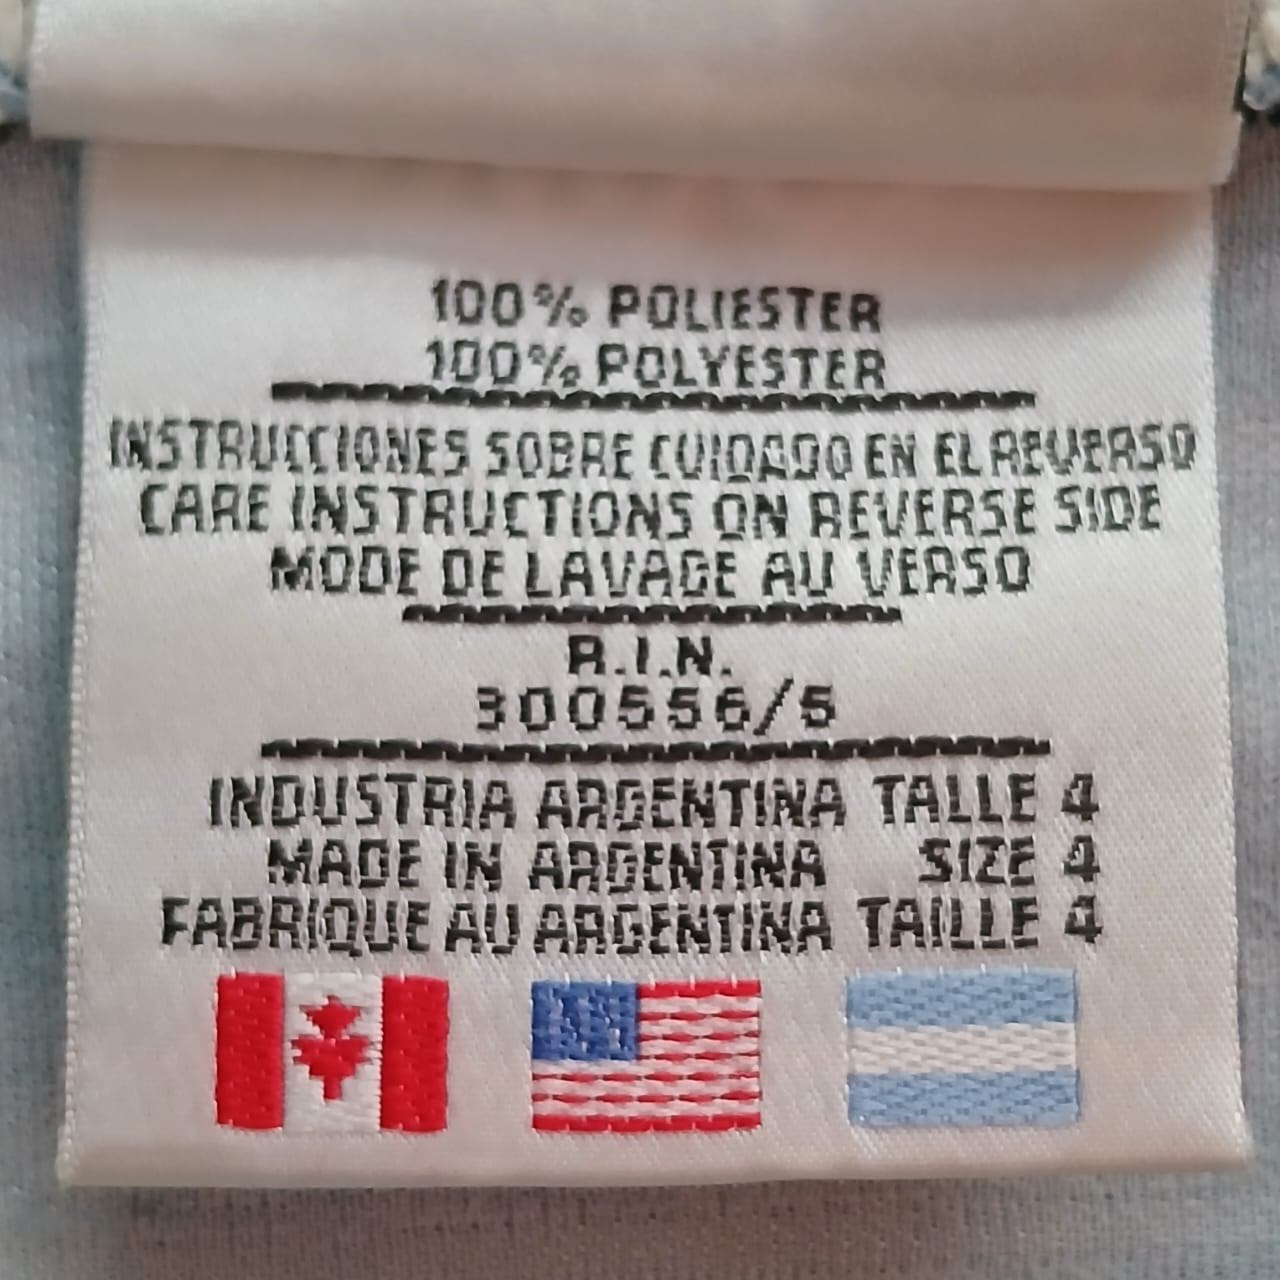 100% POLIESTER
100% POLYESTER
INSTRUCCIONES SOBRE CUIDADO EN EL REVERSO
CARE INSTRUCTIONS ON REVERSE SIDE
MODE DE LAVAGE AU VERSO
R.I.N.
300556/5
INDUSTRIA ARGENTINA TALLE 4
MADE IN ARGENTINA SIZE 4
FABRIQUE AU ARGENTINA TAILLE 4